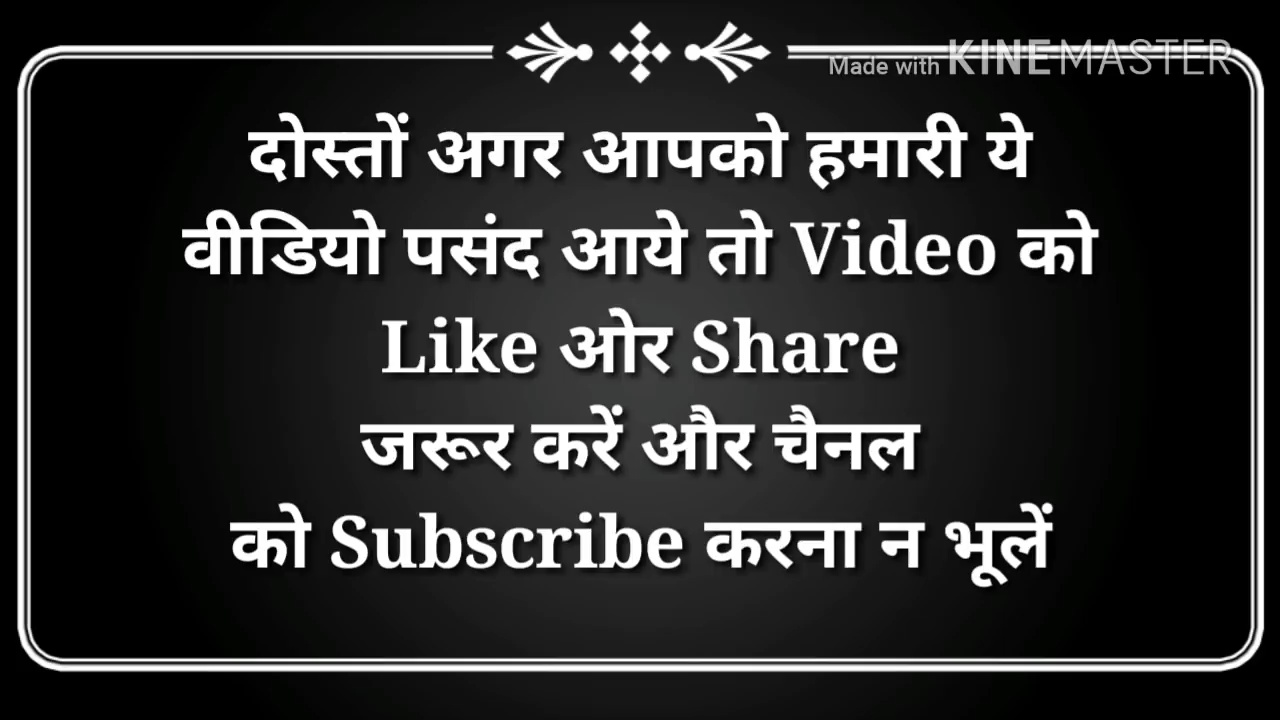 Made with KINEMASTER
दोस्तों अगर आपको हमारी ये
वीडियो पसंद आये तो Video को
Like ओर Share
जरूर करें और चैनल
को Subscribe करना न भूलें